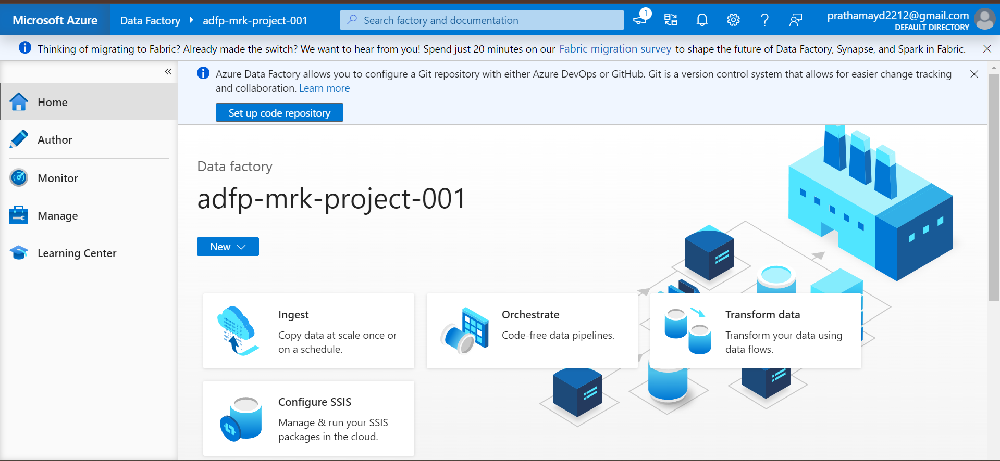 Microsoft Azure
Data Factory
adfp-mrk-project-001
Search factory and documentation
1
prathamayd2212@gmail.com
DEFAULT DIRECTORY
Thinking of migrating to Fabric? Already made the switch? We want to hear from you! Spend just 20 minutes on our Fabric migration survey to shape the future of Data Factory, Synapse, and Spark in Fabric.
Home
Author
Monitor
Manage
Learning Center
Azure Data Factory allows you to configure a Git repository with either Azure DevOps or GitHub. Git is a version control system that allows for easier change tracking
and collaboration. Learn more
Set up code repository
Data factory
adfp-mrk-project-001
New
Ingest
Copy data at scale once or
on a schedule.
Orchestrate
Code-free data pipelines.
Transform data
Transform your data using
data flows.
Configure SSIS
Manage & run your SSIS
packages in the cloud.